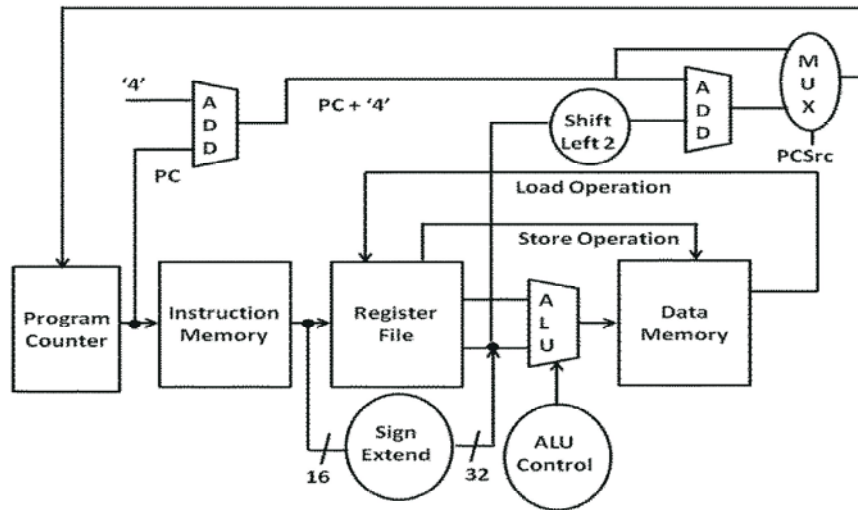 ‘4’
A
D
D
PC + ‘4’
PC
Shift
Left 2
A
D
D
M
U
X
PCSrc
Load Operation
Store Operation
Program
Counter
Instruction
Memory
Register
File
A
L
U
Data
Memory
Sign
Extend
16
32
ALU
Control